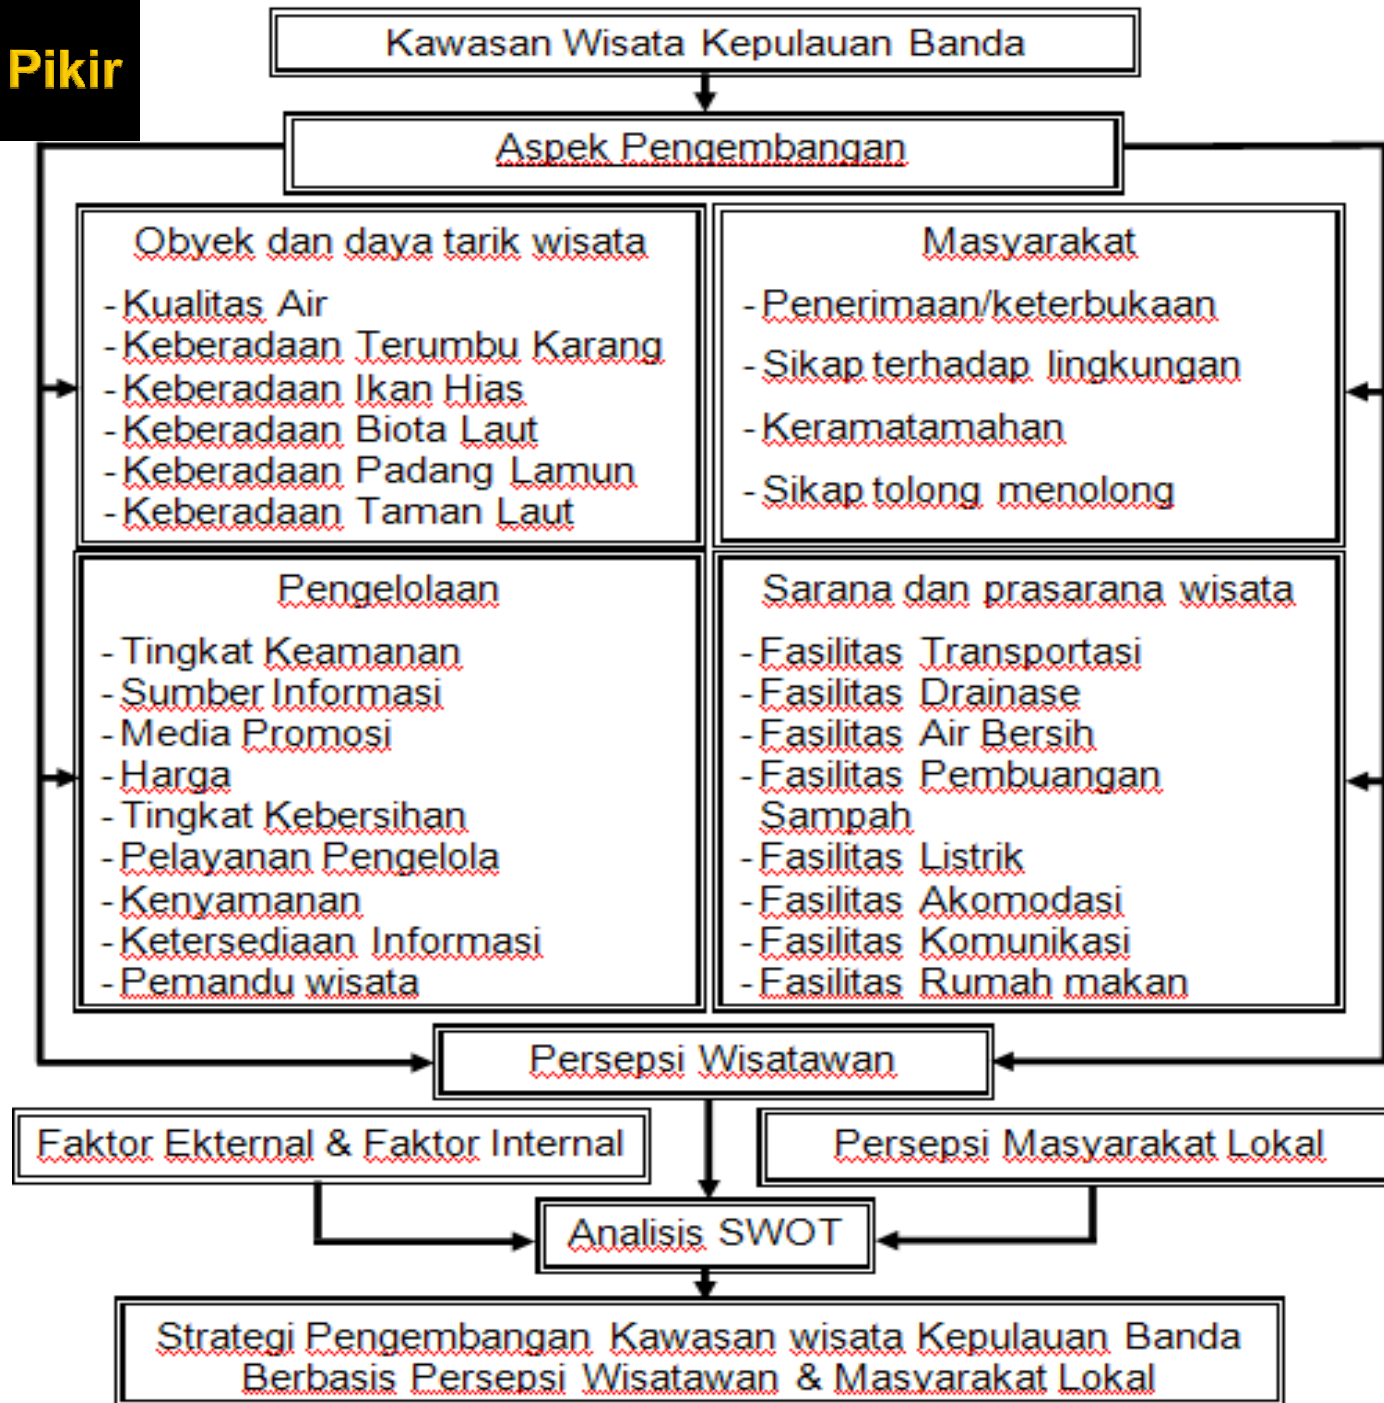 Pikir
Kawasan Wisata Kepulauan Banda
Aspek Pengembangan
Obyek dan daya tarik wisata
- Kualitas Air
- Keberadaan Terumbu Karang
- Keberadaan Ikan Hias
- Keberadaan Biota Laut
- Keberadaan Padang Lamun
- Keberadaan Taman Laut
Masyarakat
- Penerimaan/keterbukaan
- Sikap terhadap lingkungan
- Keramatamahan
- Sikap tolong menolong
Pengelolaan
- Tingkat Keamanan
- Sumber Informasi
- Media Promosi
- Harga
- Tingkat Kebersihan
- Pelayanan Pengelola
- Kenyamanan
- Ketersediaan Informasi
- Pemandu wisata
Sarana dan prasarana wisata
- Fasilitas Transportasi
- Fasilitas Drainase
- Fasilitas Air Bersih
- Fasilitas Pembuangan
Sampah
- Fasilitas Listrik
- Fasilitas Akomodasi
- Fasilitas Komunikasi
- Fasilitas Rumah makan
Persepsi Wisatawan
Faktor Ekternal & Faktor Internal
Persepsi Masyarakat Lokal
Analisis SWOT
Strategi Pengembangan Kawasan wisata Kepulauan Banda
Berbasis Persepsi Wisatawan & Masyarakat Lokal